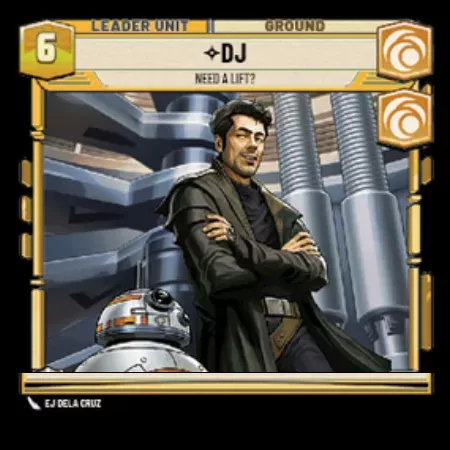 LEADER UNIT
GROUND
6
DJ
NEED A LIFT?
EJ DELA CRUZ